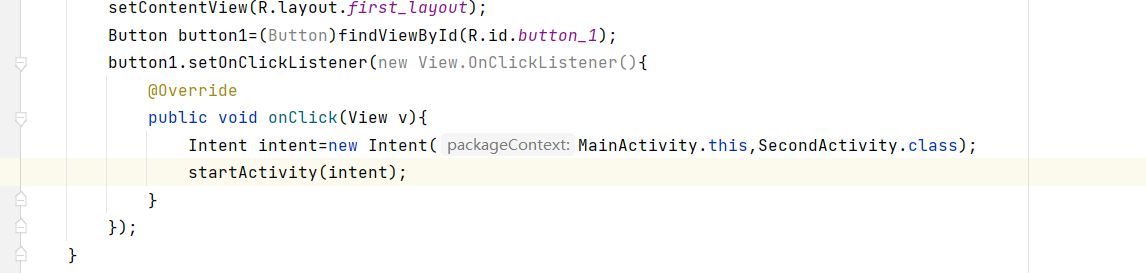 setContentView(R.layout.first_layout);
Button button1=(Button)findViewById(R.id.button_1);
button1.setOnClickListener(new View.OnClickListener(){
@Override
public void onClick(View v){
Intent intent=new Intent( packageContext: MainActivity.this,SecondActivity.class);
startActivity(intent);
}
});
}